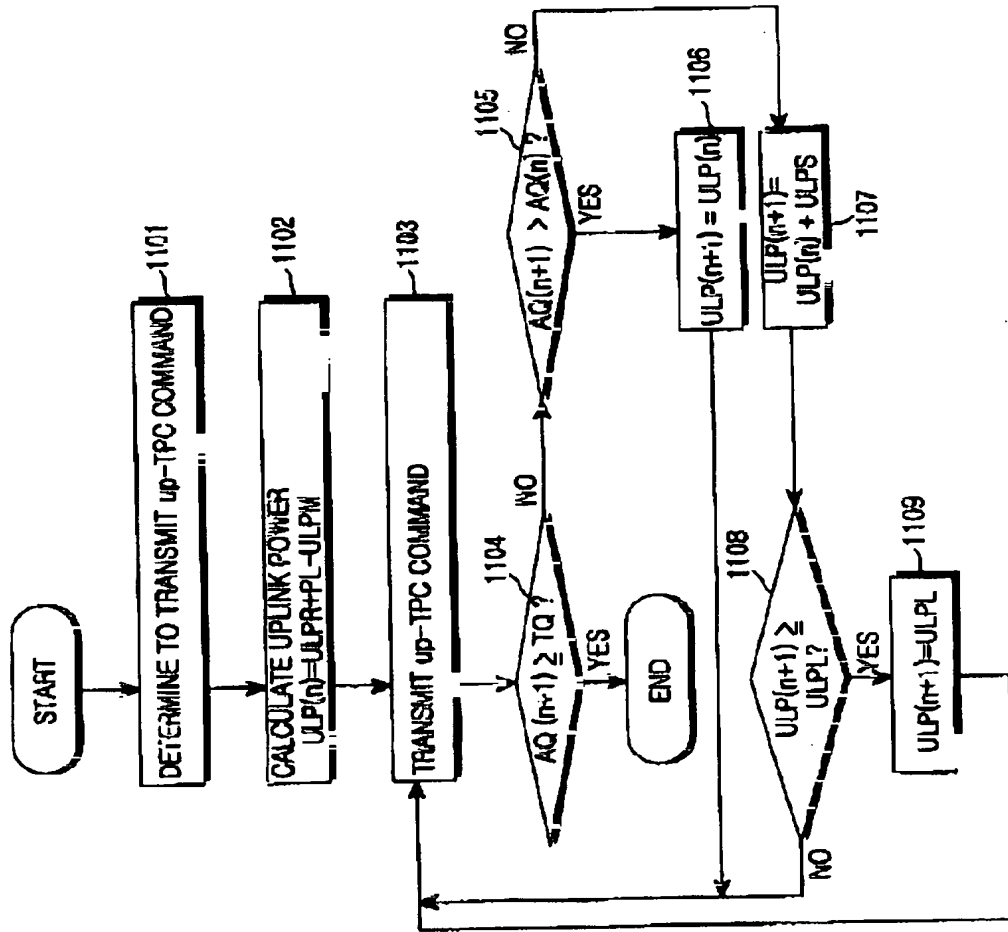 START
DETERMINE TO TRANSMIT up-TPC COMMAND
1101
CALCULATE UPLINK POWER
ULP(n)=ULPR+PL-ULPM
1102
TRANSMIT up-TPC COMMAND
1103
AQ (n+1) ≧ TQ ?
1104
YES
NO
END
AQ(n+1) > AQ(n) ?
1105
YES
NO
ULP(n+1) = ULP(n)
1106
ULP(n+1)=
ULP(n) + ULPS
1107
ULP(n+1) ≧
ULPL?
1108
YES
NO
ULP(n+1)=ULPL
1109